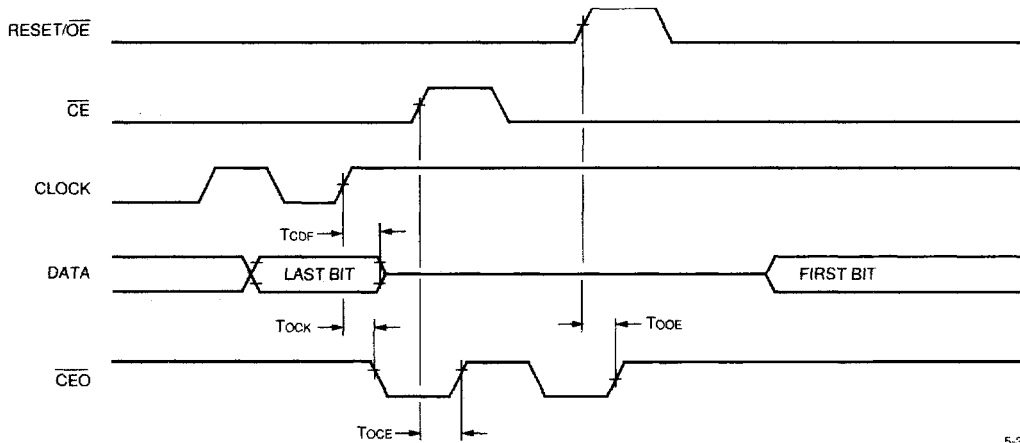 RESET/OE
CE
CLOCK
TCDF
DATA
LAST BIT
FIRST BIT
TOCK
TOOE
CEO
TOCE